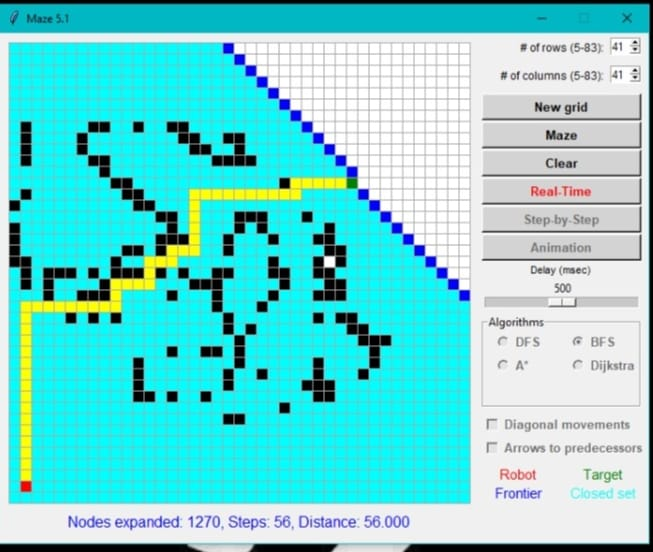 Maze 5.1
# of rows (5-83): 41
# of columns (5-83): 41
New grid
Maze
Clear
Real-Time
Step-by-Step
Animation
Delay (msec)
500
Algorithms
DFS BFS
A* Dijkstra
Diagonal movements
Arrows to predecessors
Robot Target
Frontier Closed set
Nodes expanded: 1270, Steps: 56, Distance: 56.000